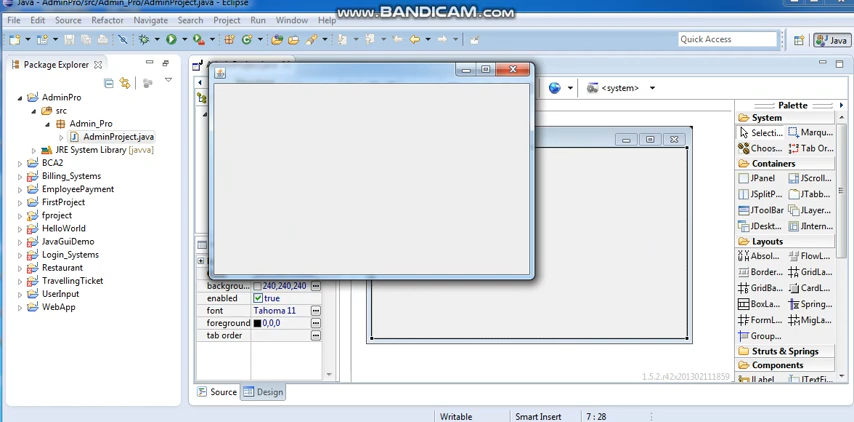 Java - AdminPro/src/Admin_Pro/AdminProject.java - Eclipse
www.BANDICAM.com
File Edit Source Refactor Navigate Search Project Run Window Help
Quick Access
Java
Package Explorer
AdminPro
src
Admin_Pro
AdminProject.java
JRE System Library [javva]
BCA2
Billing_Systems
EmployeePayment
FirstProject
fproject
HelloWorld
JavaGuiDemo
Login_Systems
Restaurant
TravellingTicket
UserInput
WebApp
<system>
backgrou... 240,240,240
enabled true
font Tahoma 11
foreground 0,0,0
tab order
Source Design
1.5.2.r42x201302111859
Palette
System
Selecti... Marqu...
Choos... Tab Or...
Containers
JPanel JScroll...
JSplitP... JTabb...
JToolBar JLayer...
JDeskt... JIntern...
Layouts
Absol... FlowL...
Border... GridLa...
GridBa... CardL...
BoxLa... Spring...
FormL... MigLa...
Group...
Struts & Springs
Components
JLabel JTextFi...
Writable Smart Insert 7 : 28